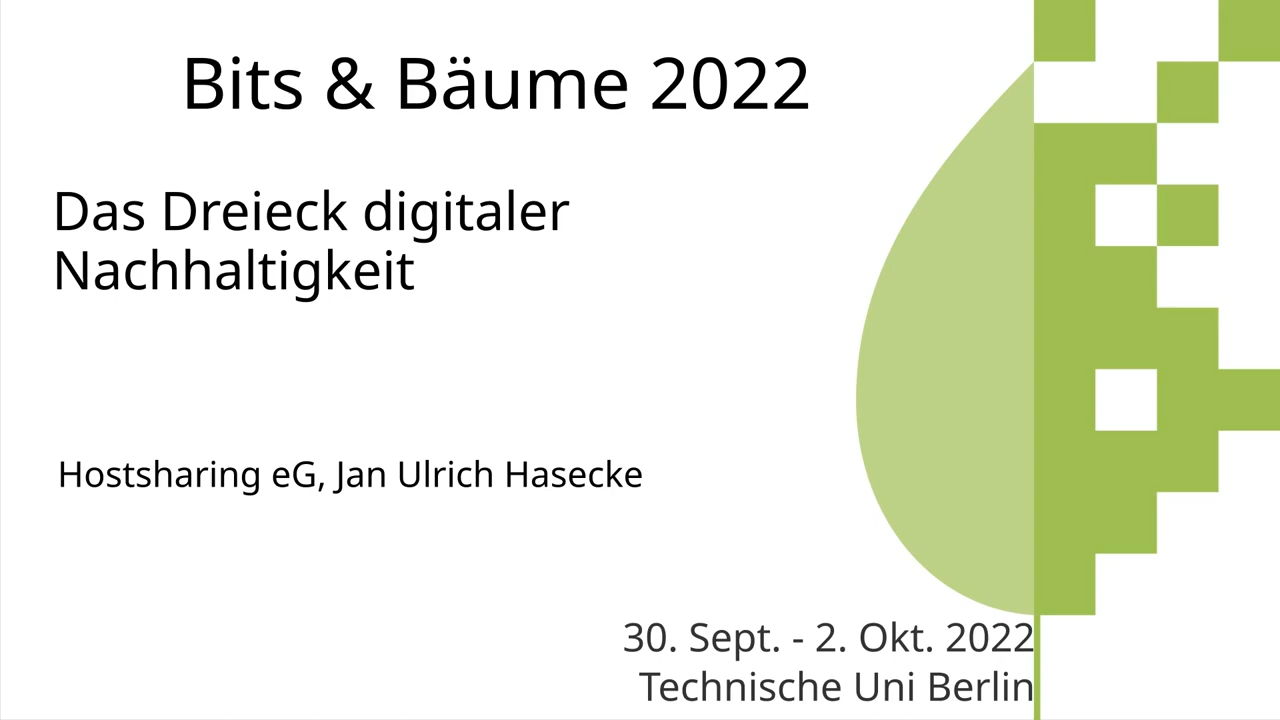 Bits & Bäume 2022
Das Dreieck digitaler
Nachhaltigkeit
Hostsharing eG, Jan Ulrich Hasecke
30. Sept. - 2. Okt. 2022
Technische Uni Berlin